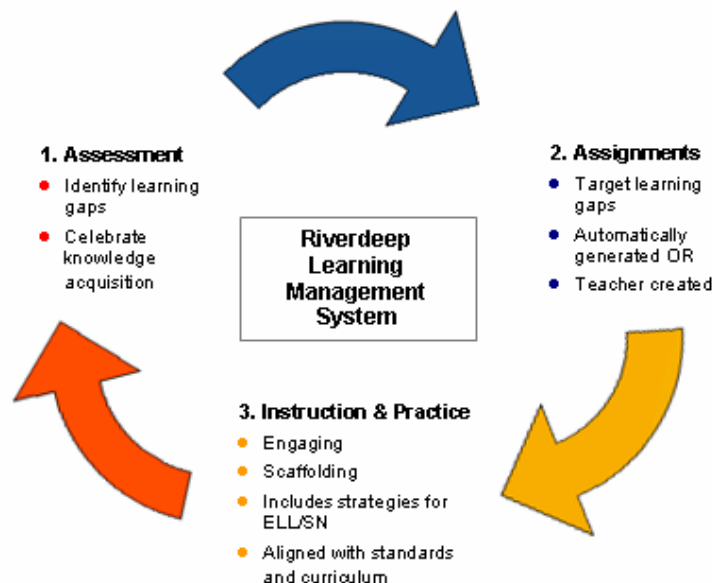 1. Assessment
Identify learning
gaps
Celebrate
knowledge
acquisition
2. Assignments
Target learning
gaps
Automatically
generated OR
Teacher created
Riverdeep
Learning
Management
System
3. Instruction & Practice
Engaging
Scaffolding
Includes strategies for
ELL/SN
Aligned with standards
and curriculum